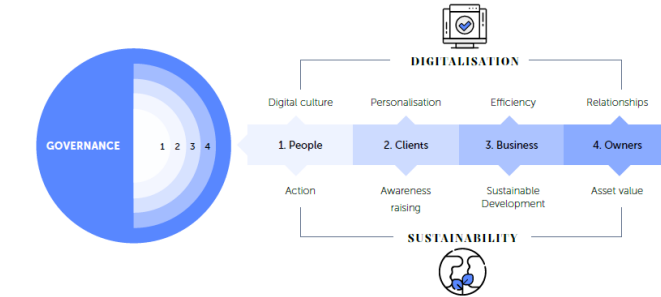 DIGITALISATION
Digital culture
Personalisation
Efficiency
Relationships
GOVERNANCE
1
2
3
4
1. People
2. Clients
3. Business
4. Owners
Action
Awareness
raising
Sustainable
Development
Asset value
SUSTAINABILITY